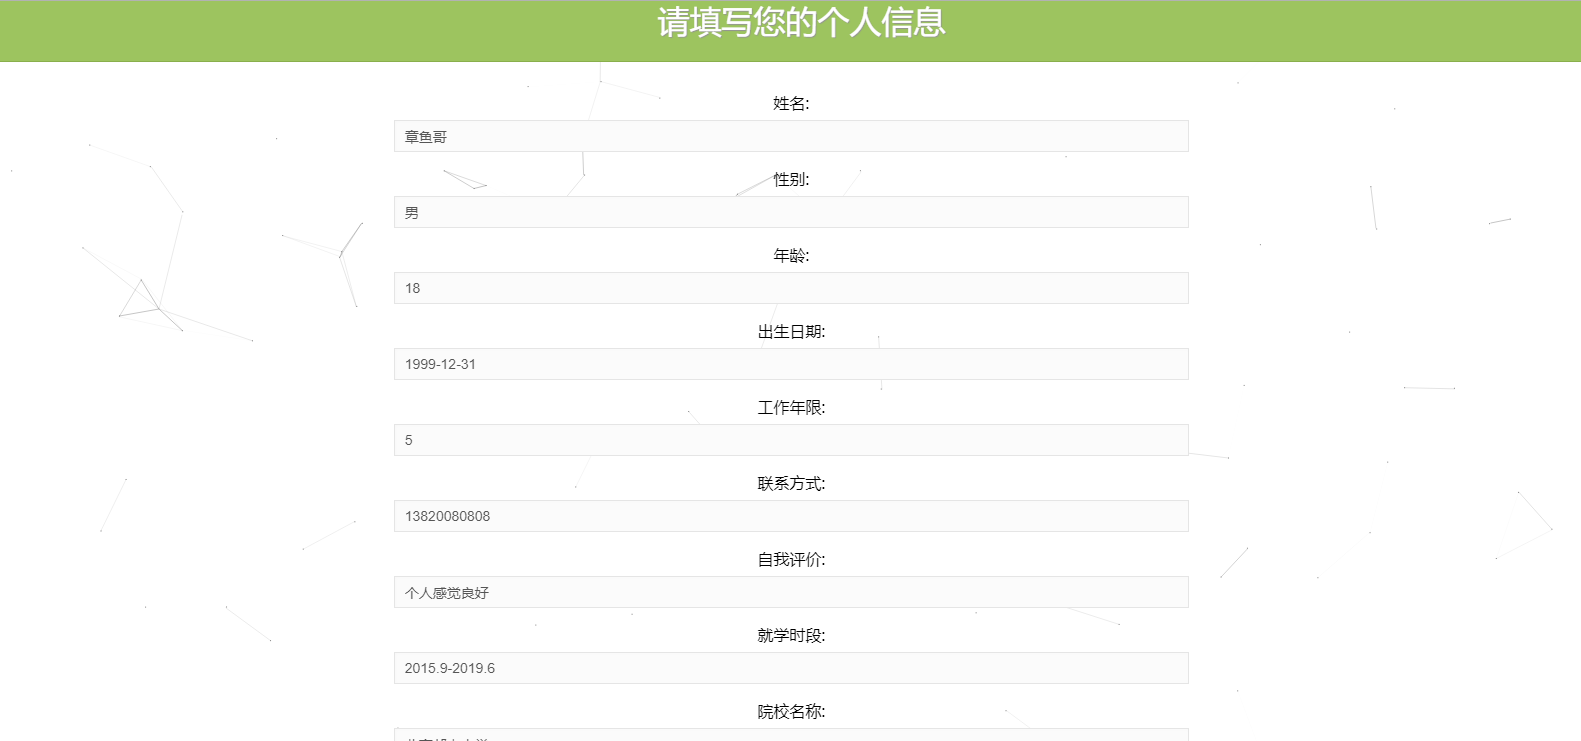 请填写您的个人信息
姓名:
章鱼哥
性别:
男
年龄:
18
出生日期:
1999-12-31
工作年限:
5
联系方式:
13820080808
自我评价:
个人感觉良好
就学时段:
2015.9-2019.6
院校名称: